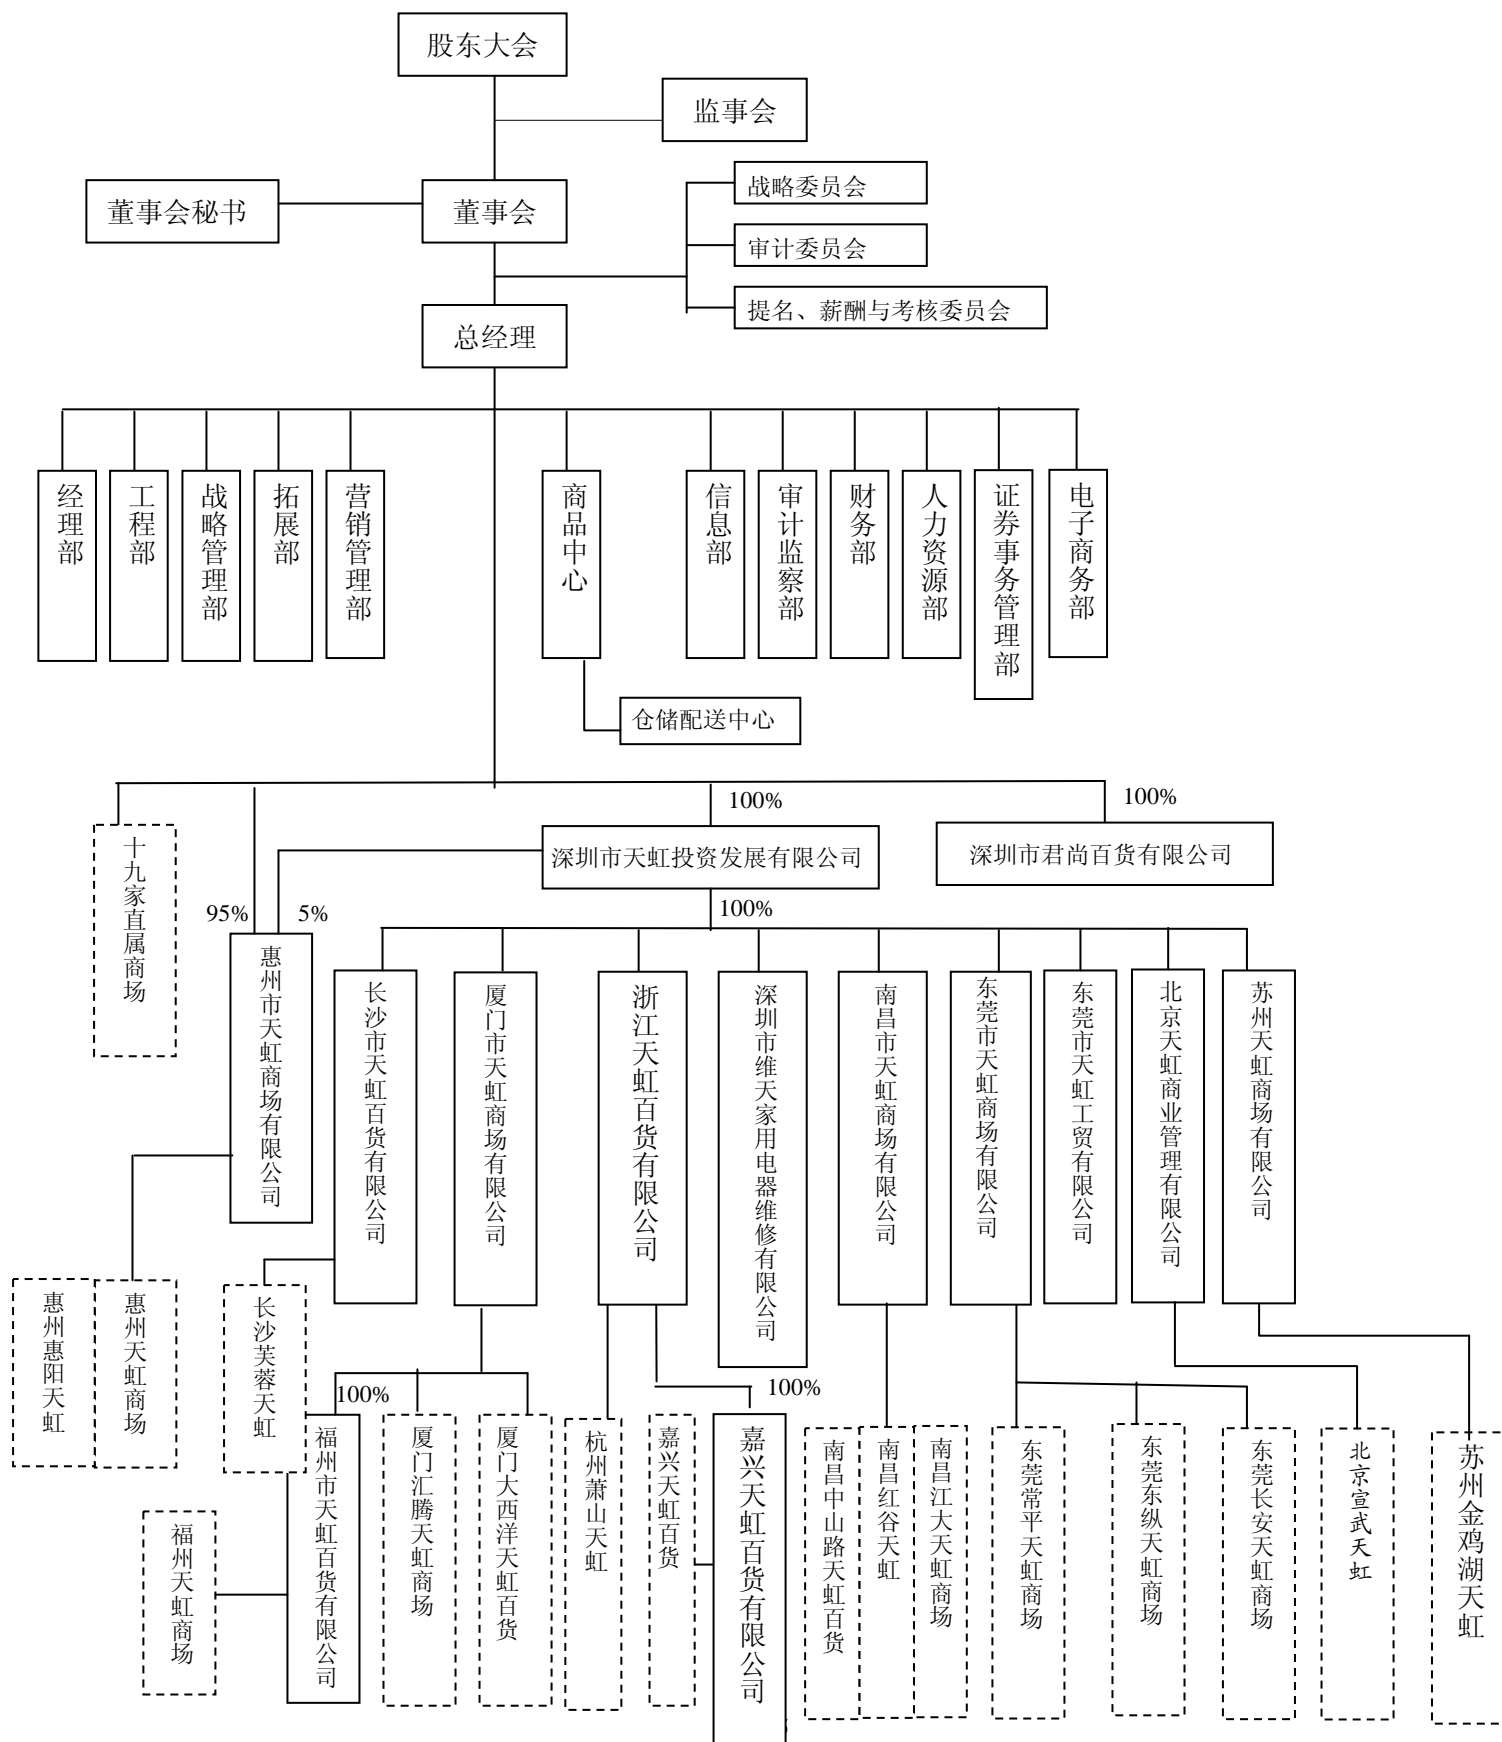 股东大会
监事会
董事会秘书
董事会
战略委员会
审计委员会
提名、薪酬与考核委员会
总经理
经理部
工程部
战略管理部
拓展部
营销管理部
商品中心
信息部
审计监察部
财务部
人力资源部
证券事务管理部
电子商务部
仓储配送中心
100%
100%
十九家直属商场
深圳市天虹投资发展有限公司
深圳市君尚百货有限公司
95%
5%
100%
惠州市天虹商场有限公司
长沙市天虹百货有限公司
厦门市天虹商场有限公司
浙江天虹百货有限公司
深圳市维天家用电器维修有限公司
南昌市天虹商场有限公司
东莞市天虹商场有限公司
东莞市天虹工贸有限公司
北京天虹商业管理有限公司
苏州天虹商场有限公司
惠州惠阳天虹
惠州天虹商场
长沙芙蓉天虹
100%
100%
福州天虹商场
福州市天虹百货有限公司
厦门汇腾天虹商场
厦门大西洋天虹百货
杭州萧山天虹
嘉兴天虹百货
嘉兴天虹百货有限公司
南昌中山路天虹百货
南昌红谷天虹
南昌江大天虹商场
东莞常平天虹商场
东莞东纵天虹商场
东莞长安天虹商场
北京宣武天虹
苏州金鸡湖天虹